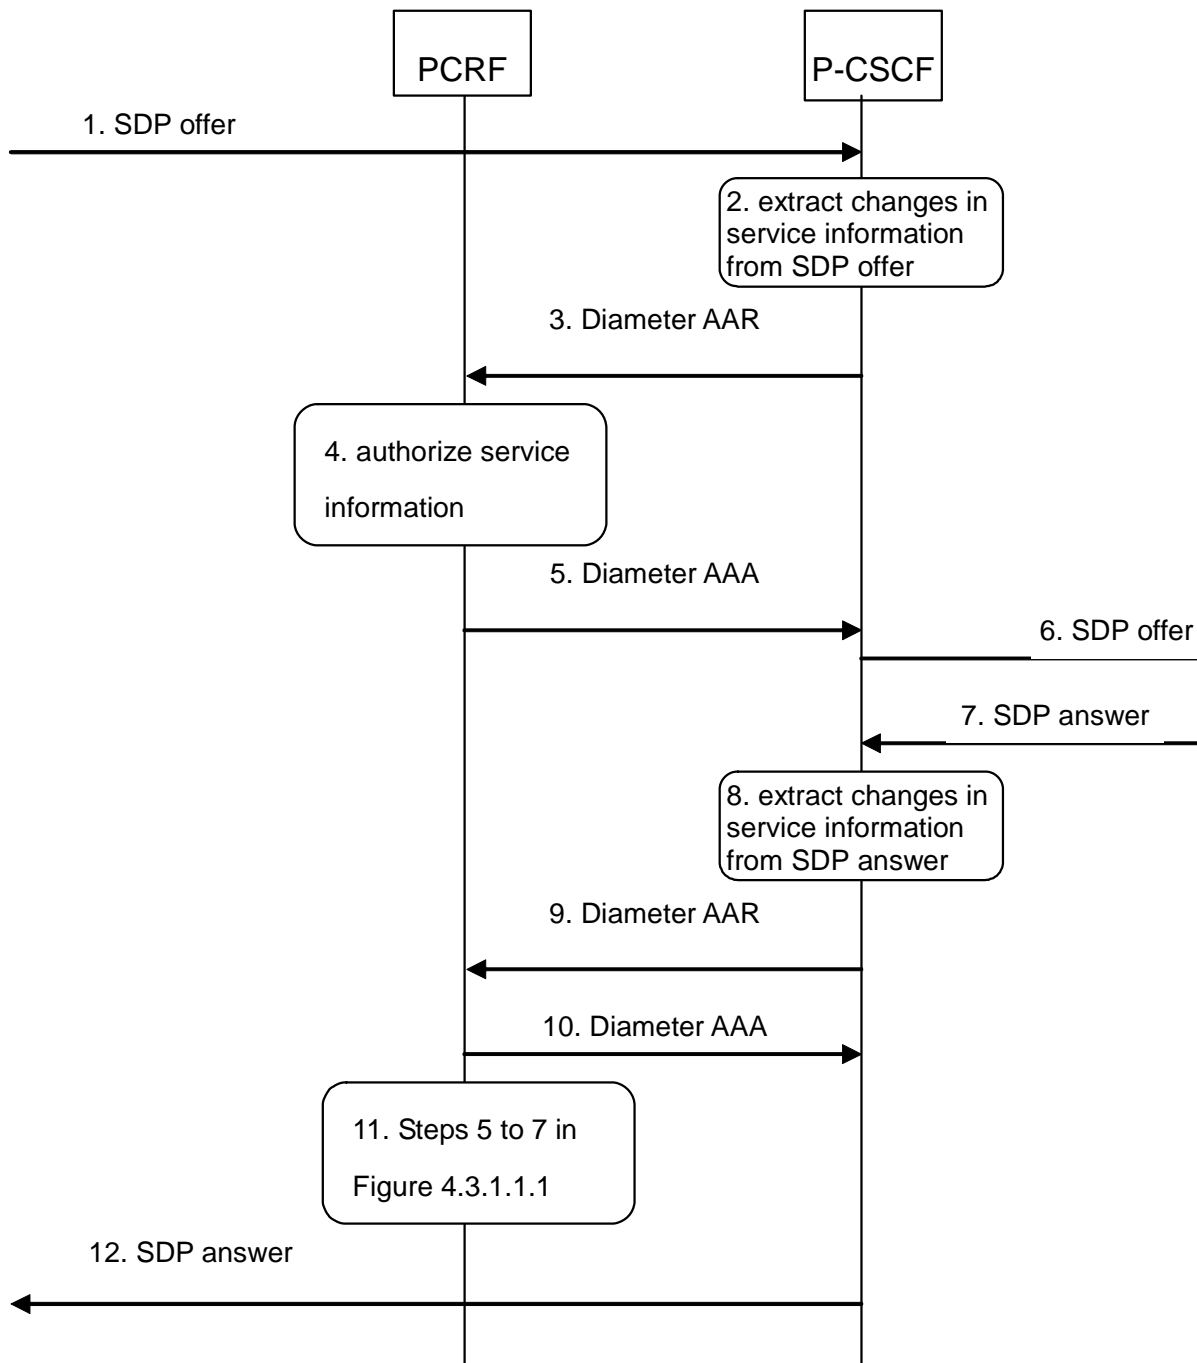 PCRF
P-CSCF
1. SDP offer
2. extract changes in
service information
from SDP offer
3. Diameter AAR
4. authorize service
information
5. Diameter AAA
6. SDP offer
7. SDP answer
8. extract changes in
service information
from SDP answer
9. Diameter AAR
10. Diameter AAA
11. Steps 5 to 7 in
Figure 4.3.1.1.1
12. SDP answer